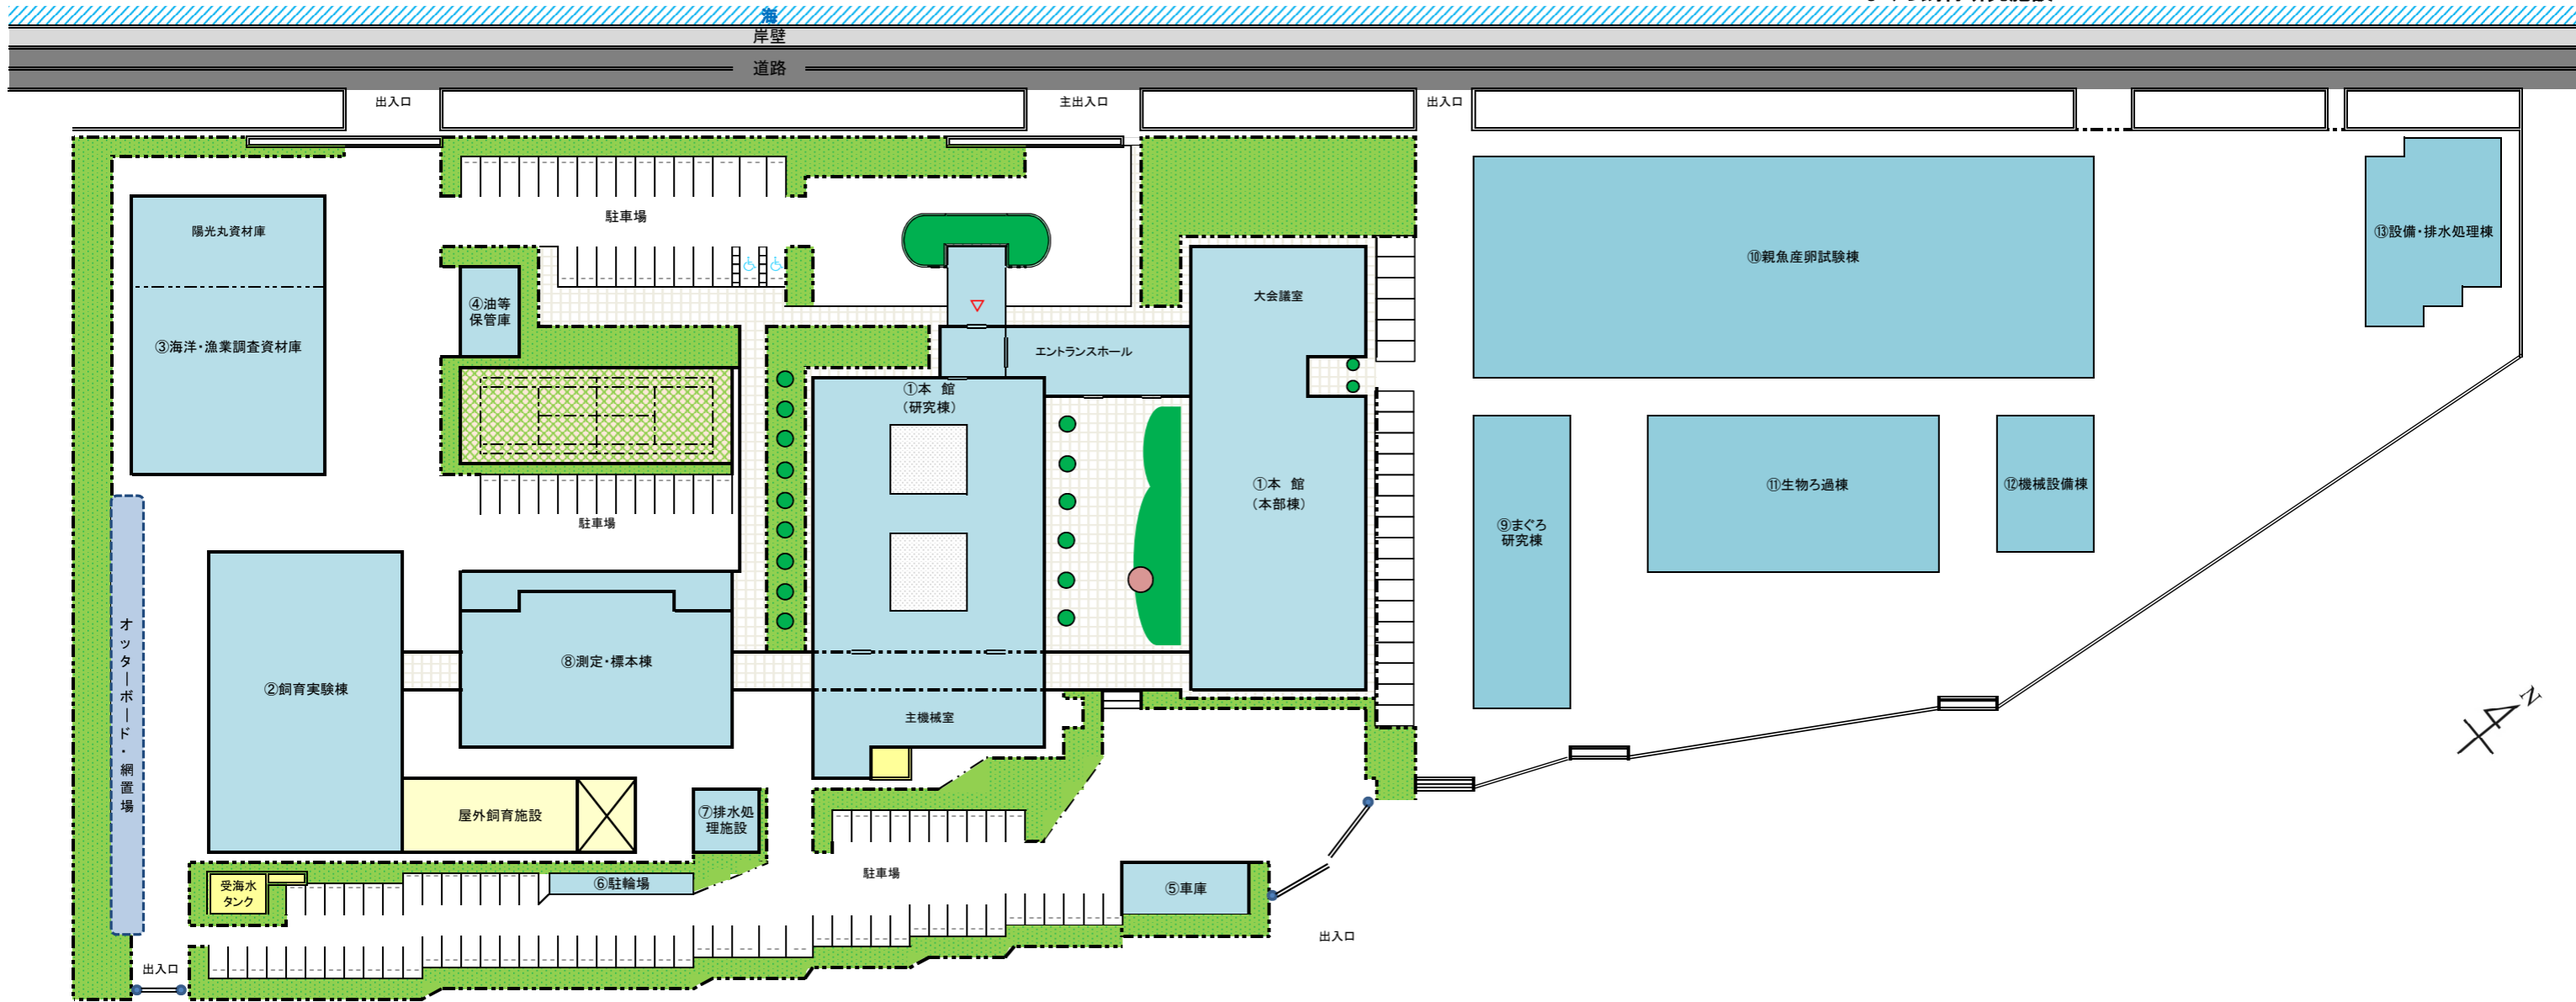 海
岸壁
道路
出入口
主出入口
出入口
駐車場
陽光丸資材庫
③海洋・漁業調査資材庫
④油等
保管庫
大会議室
エントランスホール
①本 館
（研究棟）
①本 館
（本部棟）
⑩親魚産卵試験棟
⑬設備・排水処理棟
⑨まぐろ
研究棟
⑪生物ろ過棟
⑫機械設備棟
駐車場
オッターボード・網置場
②飼育実験棟
⑧測定・標本棟
主機械室
屋外飼育施設
⑦排水処
理施設
受海水
タンク
⑥駐輪場
駐車場
⑤車庫
出入口
出入口
N